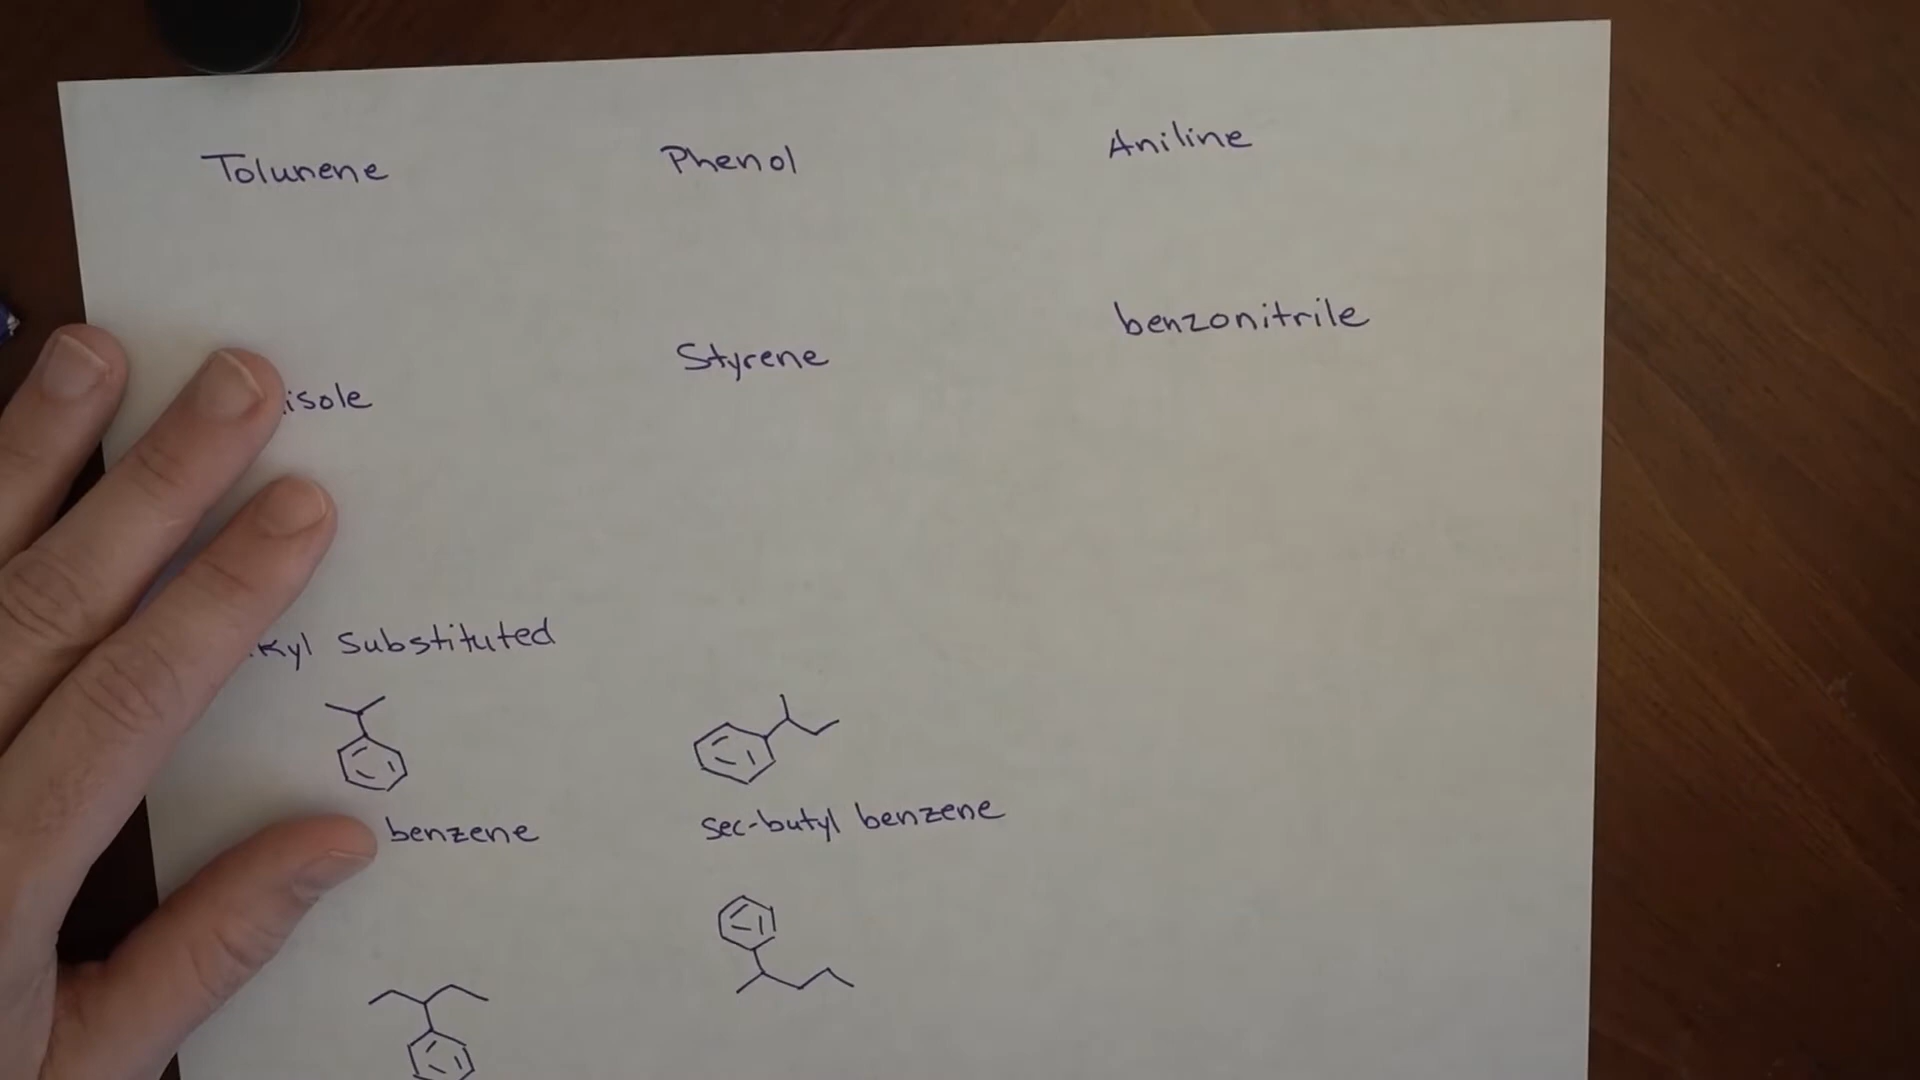 Tolunene
Phenol
Aniline
benzonitrile
Styrene
isole
Kyl Substituted
benzene
Sec-butyl benzene